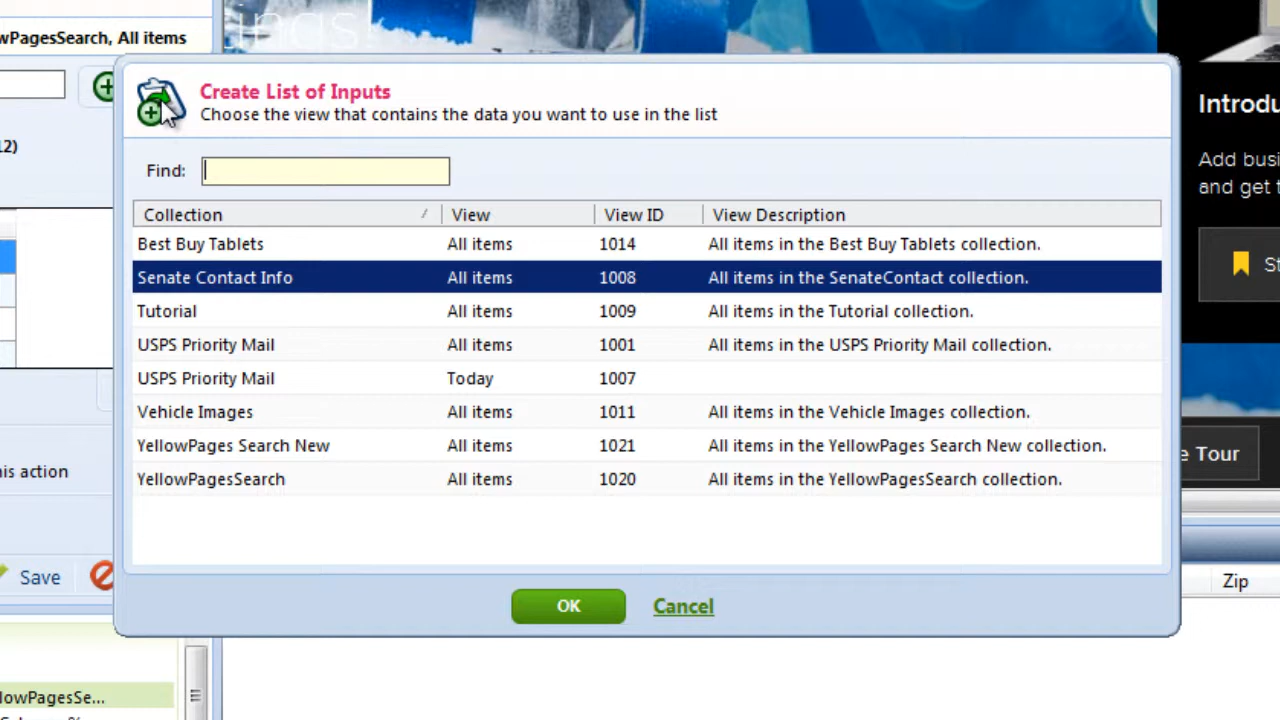 wPagesSearch, All items
Create List of Inputs
Choose the view that contains the data you want to use in the list
Introdu
12)
Find:
Add busi
and get t
Collection View View ID View Description
Best Buy Tablets All items 1014 All items in the Best Buy Tablets collection.
Senate Contact Info All items 1008 All items in the SenateContact collection.
St
Tutorial All items 1009 All items in the Tutorial collection.
USPS Priority Mail All items 1001 All items in the USPS Priority Mail collection.
USPS Priority Mail Today 1007
Vehicle Images All items 1011 All items in the Vehicle Images collection.
YellowPages Search New All items 1021 All items in the YellowPages Search New collection.
e Tour
his action
YellowPagesSearch All items 1020 All items in the YellowPagesSearch collection.
Save
Zip
OK Cancel
lowPagesSe...